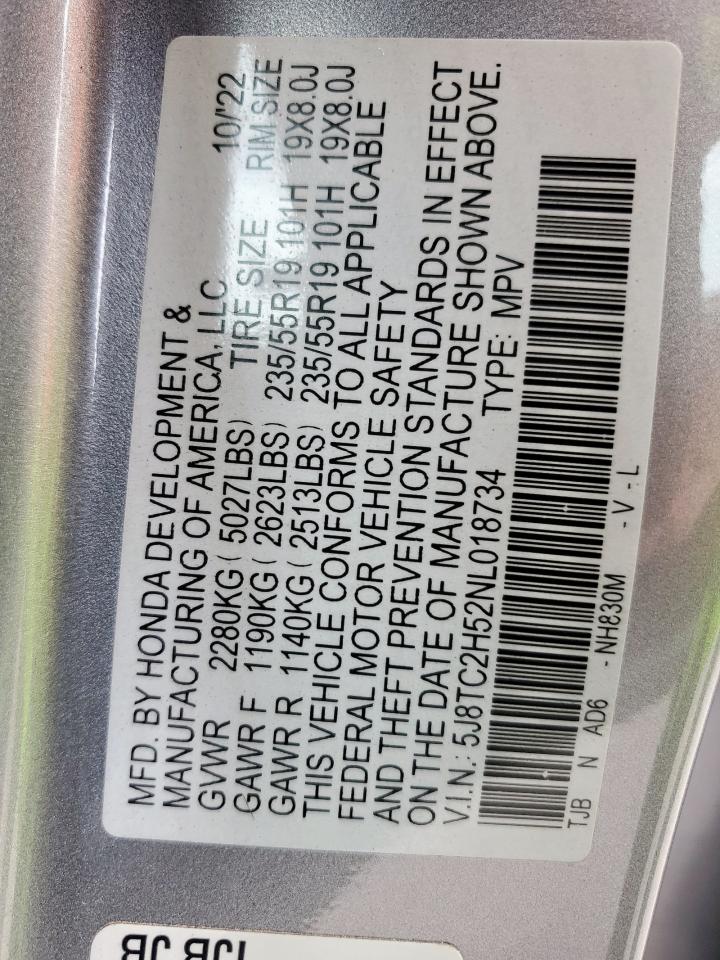 MFD. BY HONDA DEVELOPMENT &
MANUFACTURING OF AMERICA, LLC 10/'22
GVWR 2280KG ( 5027LBS) TIRE SIZE RIM SIZE
GAWR F 1190KG ( 2623LBS) 235/55R19 101H 19X8.0J
GAWR R 1140KG ( 2513LBS) 235/55R19 101H 19X8.0J
THIS VEHICLE CONFORMS TO ALL APPLICABLE
FEDERAL MOTOR VEHICLE SAFETY
AND THEFT PREVENTION STANDARDS IN EFFECT
ON THE DATE OF MANUFACTURE SHOWN ABOVE.
V.I.N.: 5J8TC2H52NL018734 TYPE: MPV
TJB N AD6 - NH830M - V - L